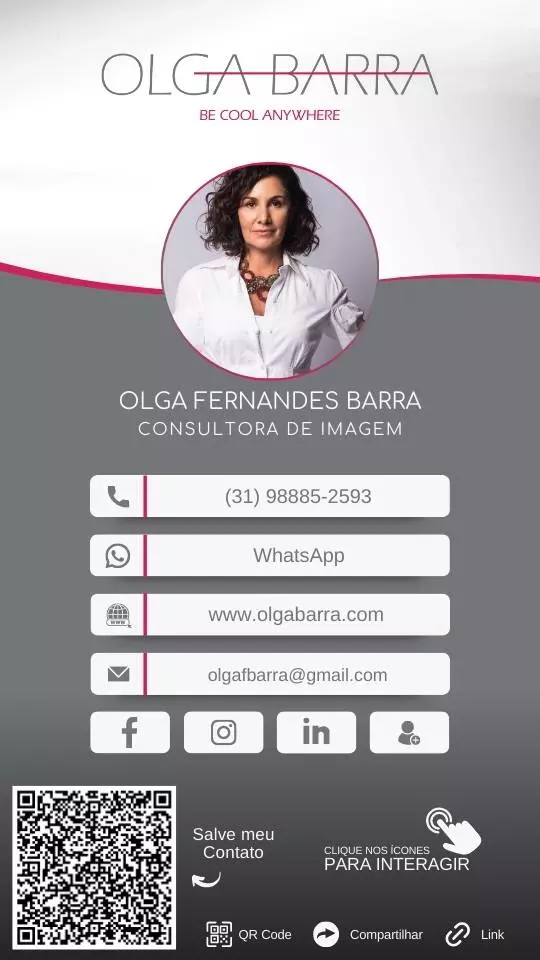 OLGA BARRA
BE COOL ANYWHERE
OLGA FERNANDES BARRA
CONSULTORA DE IMAGEM
(31) 98885-2593
WhatsApp
www.olgabarra.com
olgafbarra@gmail.com
f
in
Salve meu
Contato
CLIQUE NOS ÍCONES
PARA INTERAGIR
QR Code
Compartilhar
Link